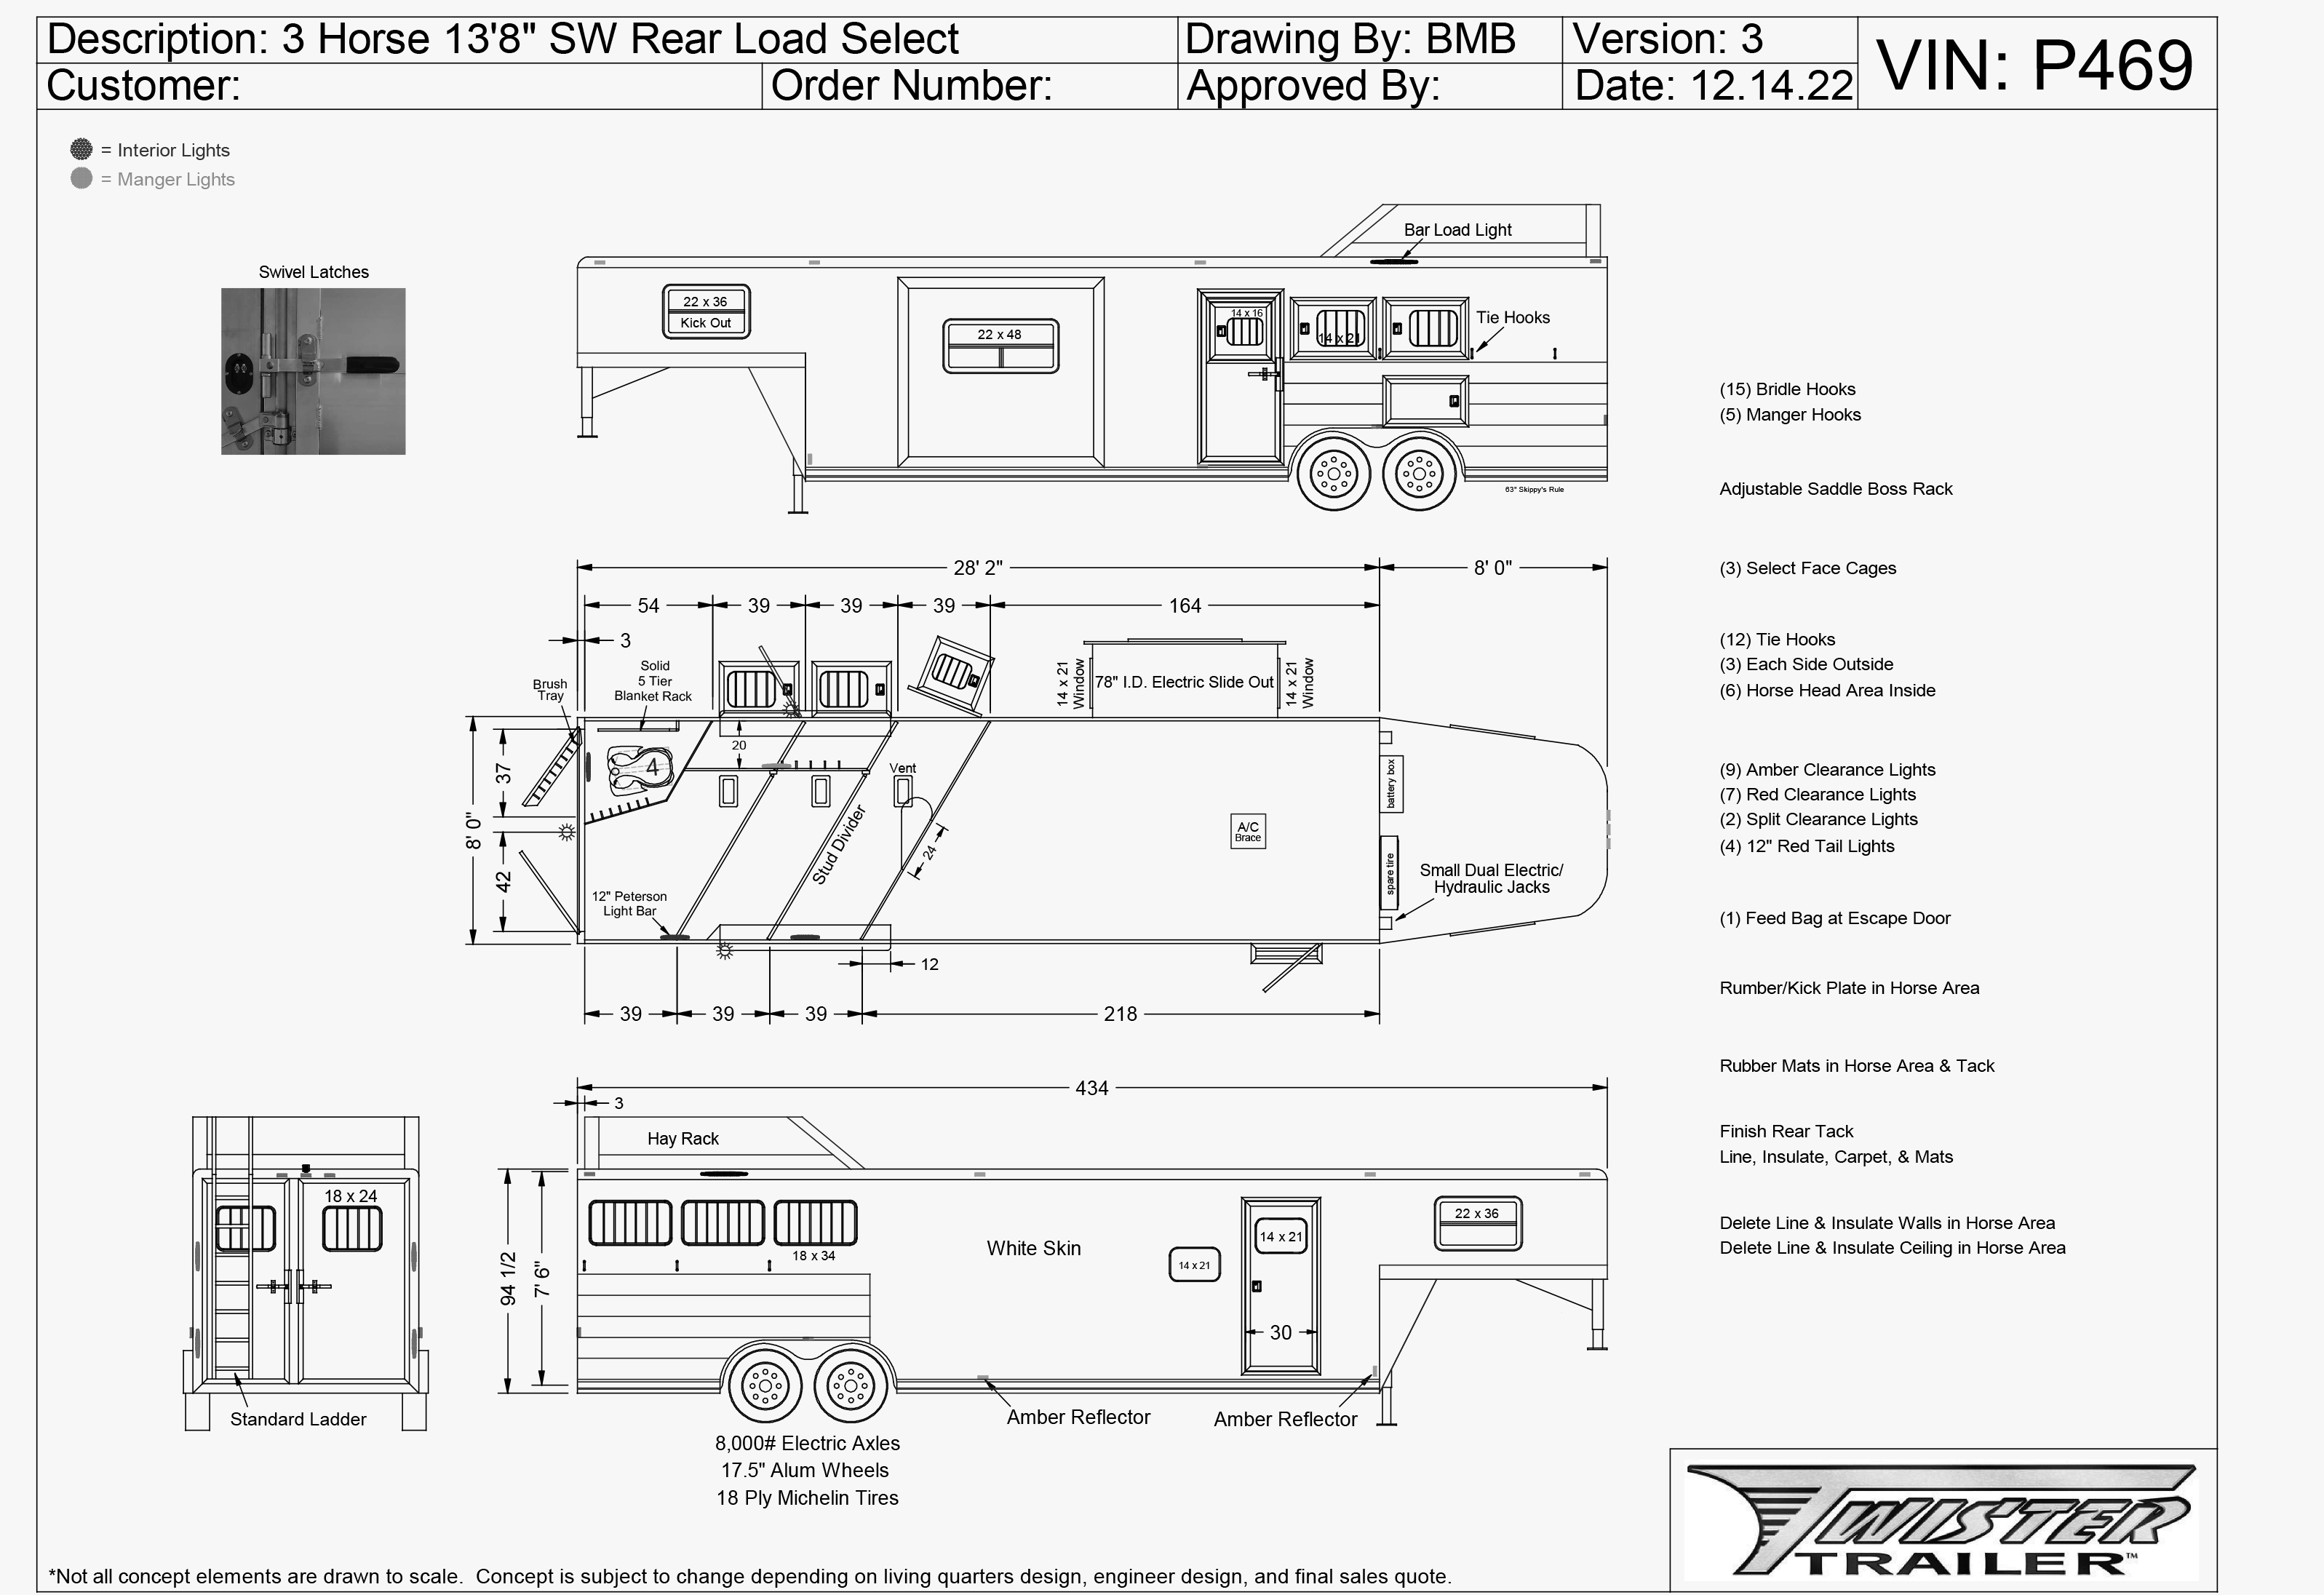 Description: 3 Horse 13'8" SW Rear Load Select
Drawing By: BMB
Version: 3
VIN: P469
Customer:
Order Number:
Approved By:
Date: 12.14.22
= Interior Lights
= Manger Lights
Swivel Latches
Bar Load Light
22 x 36
Kick Out
22 x 48
14 x 16
14 x 21
Tie Hooks
63" Skippy's Rule
(15) Bridle Hooks
(5) Manger Hooks
Adjustable Saddle Boss Rack
(3) Select Face Cages
(12) Tie Hooks
(3) Each Side Outside
(6) Horse Head Area Inside
(9) Amber Clearance Lights
(7) Red Clearance Lights
(2) Split Clearance Lights
(4) 12" Red Tail Lights
(1) Feed Bag at Escape Door
Rumber/Kick Plate in Horse Area
Rubber Mats in Horse Area & Tack
Finish Rear Tack
Line, Insulate, Carpet, & Mats
Delete Line & Insulate Walls in Horse Area
Delete Line & Insulate Ceiling in Horse Area
28' 2"
8' 0"
54
39
39
39
164
3
Solid
5 Tier
Blanket Rack
Brush
Tray
14 x 21
Window
78" I.D. Electric Slide Out
14 x 21
Window
20
4
Vent
37
8' 0"
42
Stud Divider
24
A/C
Brace
battery box
spare tire
Small Dual Electric/
Hydraulic Jacks
12" Peterson
Light Bar
12
39
39
39
218
434
3
Hay Rack
18 x 24
18 x 34
White Skin
14 x 21
14 x 21
22 x 36
94 1/2
7' 6"
30
Standard Ladder
Amber Reflector
Amber Reflector
8,000# Electric Axles
17.5" Alum Wheels
18 Ply Michelin Tires
TWISTER
TRAILER™
*Not all concept elements are drawn to scale. Concept is subject to change depending on living quarters design, engineer design, and final sales quote.